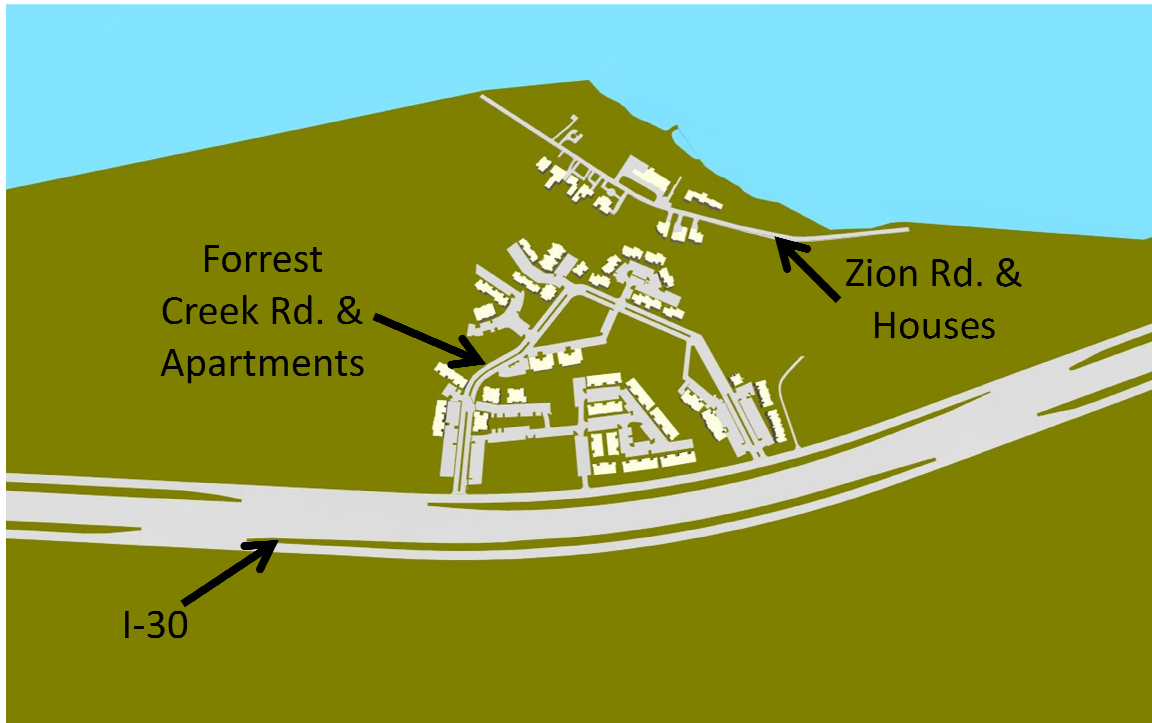 Forrest
Creek Rd. &
Apartments
Zion Rd. &
Houses
I-30